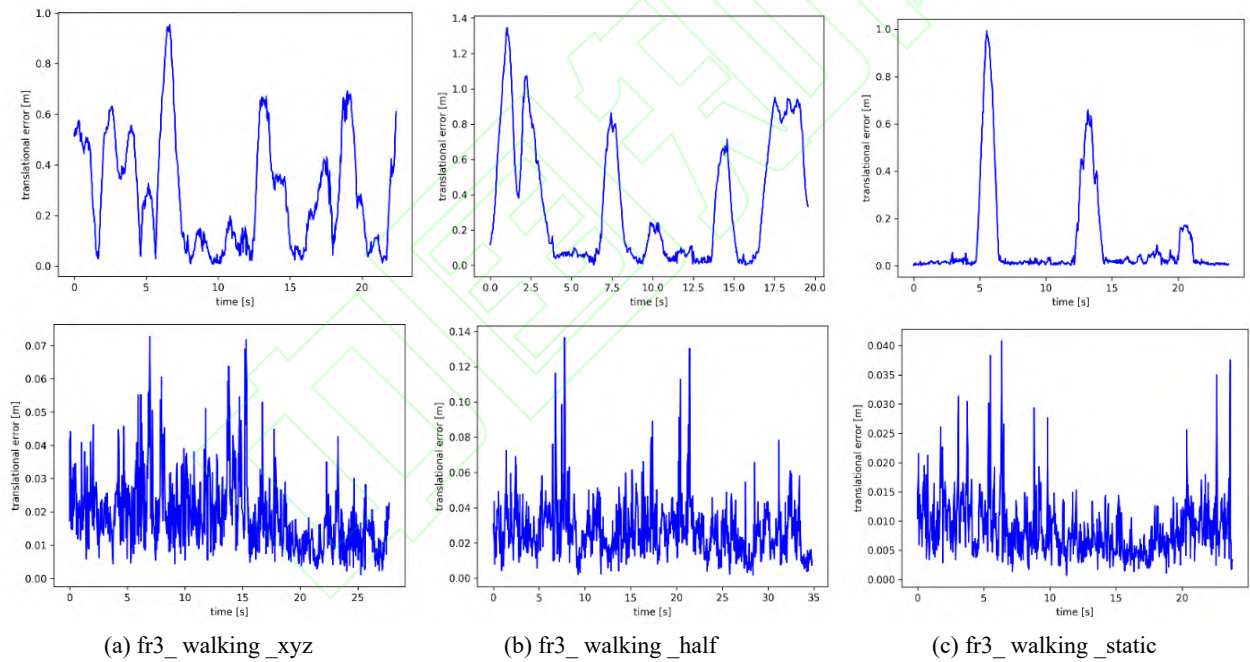 translational error [m]
1.0
0.8
0.6
0.4
0.2
0.0
0 5 10 15 20
time [s]
translational error [m]
1.4
1.2
1.0
0.8
0.6
0.4
0.2
0.0
0.0 2.5 5.0 7.5 10.0 12.5 15.0 17.5 20.0
time [s]
translational error [m]
1.0
0.8
0.6
0.4
0.2
0.0
0 5 10 15 20
time [s]
translational error [m]
0.07
0.06
0.05
0.04
0.03
0.02
0.01
0.00
0 5 10 15 20 25
time [s]
translational error [m]
0.14
0.12
0.10
0.08
0.06
0.04
0.02
0.00
0 5 10 15 20 25 30 35
time [s]
translational error [m]
0.040
0.035
0.030
0.025
0.020
0.015
0.010
0.005
0.000
0 5 10 15 20
time [s]
(a) fr3_ walking _xyz
(b) fr3_ walking _half
(c) fr3_ walking _static